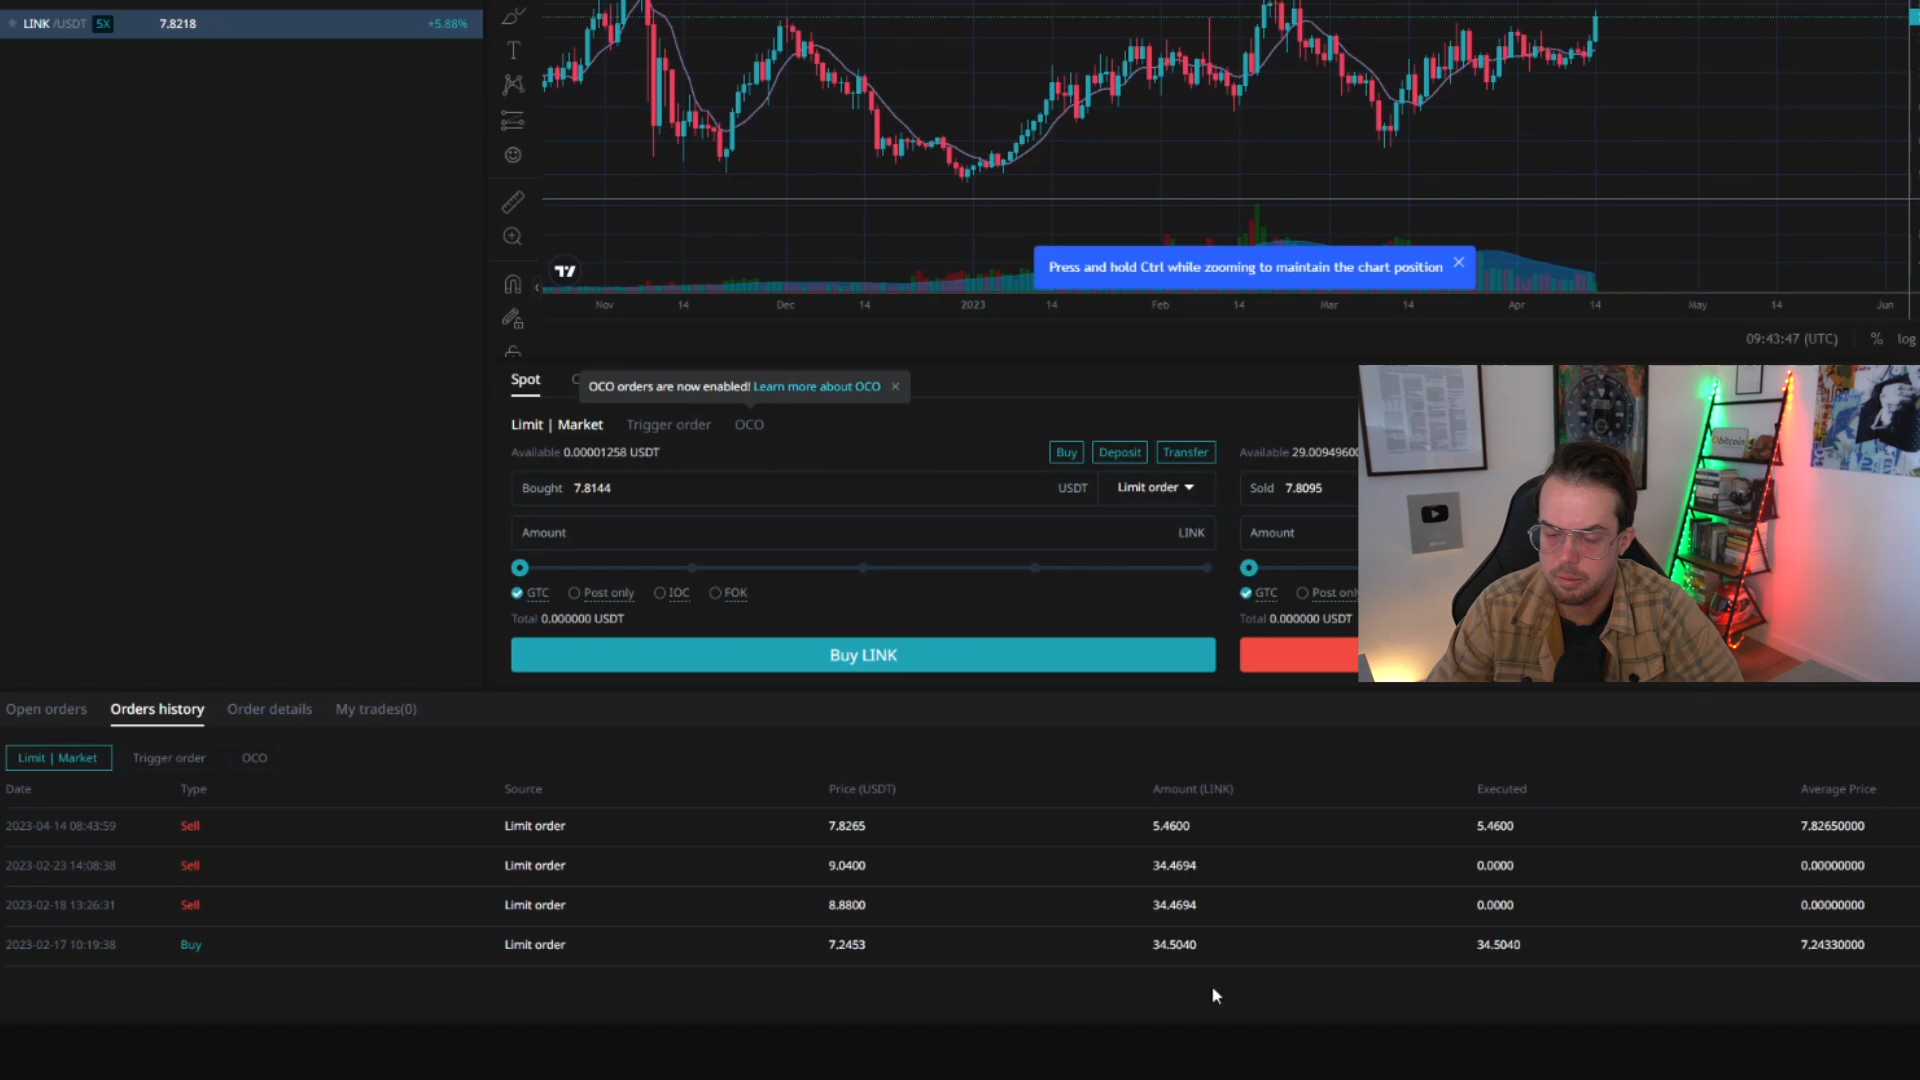 LINK /USDT 5X 7.8218 +5.88%
Press and hold Ctrl while zooming to maintain the chart position
Nov 14 Dec 14 2023 14 Feb 14 Mar 14 Apr 14 May 14 Jun
09:43:47 (UTC) % log
Spot
OCO orders are now enabled! Learn more about OCO
Limit | Market Trigger order OCO
Available 0.00001258 USDT Buy Deposit Transfer
Available 29.00949600
Bought 7.8144 USDT Limit order
Sold 7.8095
Amount LINK
Amount
GTC Post only IOC FOK
GTC Post only
Total 0.000000 USDT
Total 0.000000 USDT
Buy LINK
Open orders Orders history Order details My trades(0)
Limit | Market Trigger order OCO
Date Type Source Price (USDT) Amount (LINK) Executed Average Price
2023-04-14 08:43:59 Sell Limit order 7.8265 5.4600 5.4600 7.82650000
2023-02-23 14:08:38 Sell Limit order 9.0400 34.4694 0.0000 0.00000000
2023-02-18 13:26:31 Sell Limit order 8.8800 34.4694 0.0000 0.00000000
2023-02-17 10:19:38 Buy Limit order 7.2453 34.5040 34.5040 7.24330000